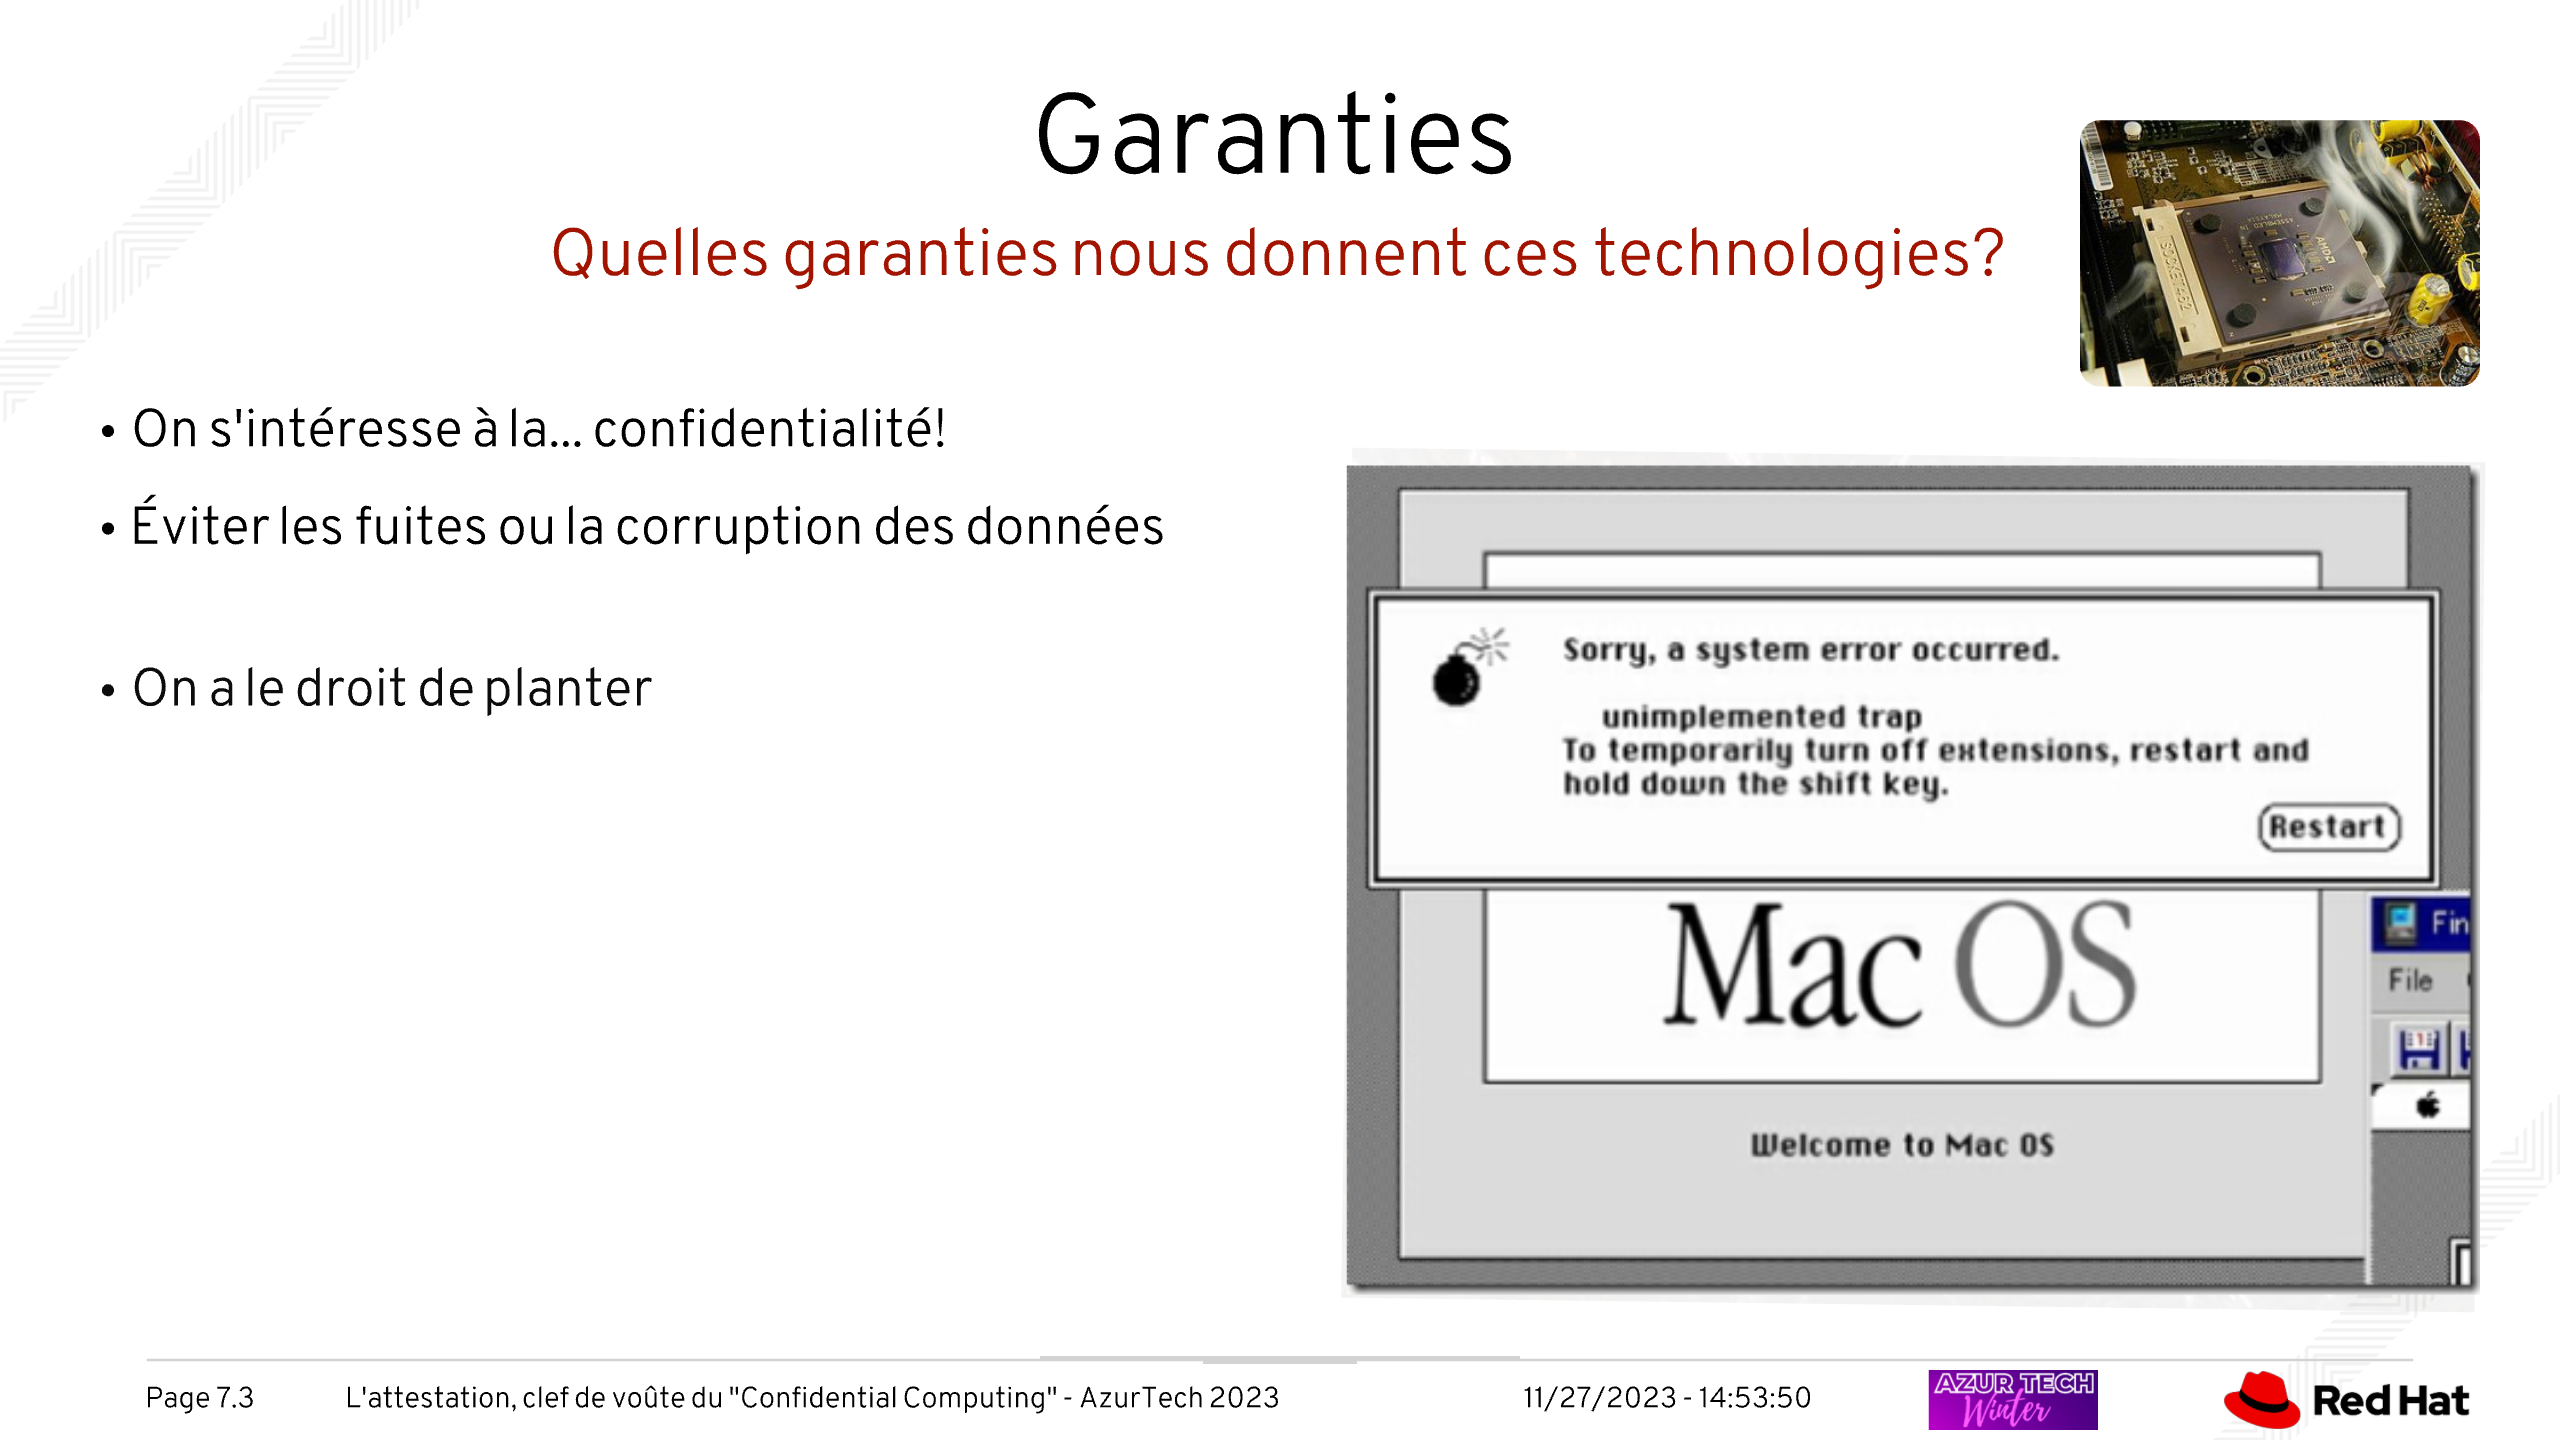 Garanties
Quelles garanties nous donnent ces technologies?
• On s'intéresse à la... confidentialité!
• Éviter les fuites ou la corruption des données
• On a le droit de planter
Sorry, a system error occurred.
unimplemented trap
To temporarily turn off extensions, restart and
hold down the shift key.
Restart
Mac OS
Fin
File
Welcome to Mac OS
Page 7.3
L'attestation, clef de voûte du "Confidential Computing" - AzurTech 2023
11/27/2023 - 14:53:50
AZUR TECH
Winter
Red Hat